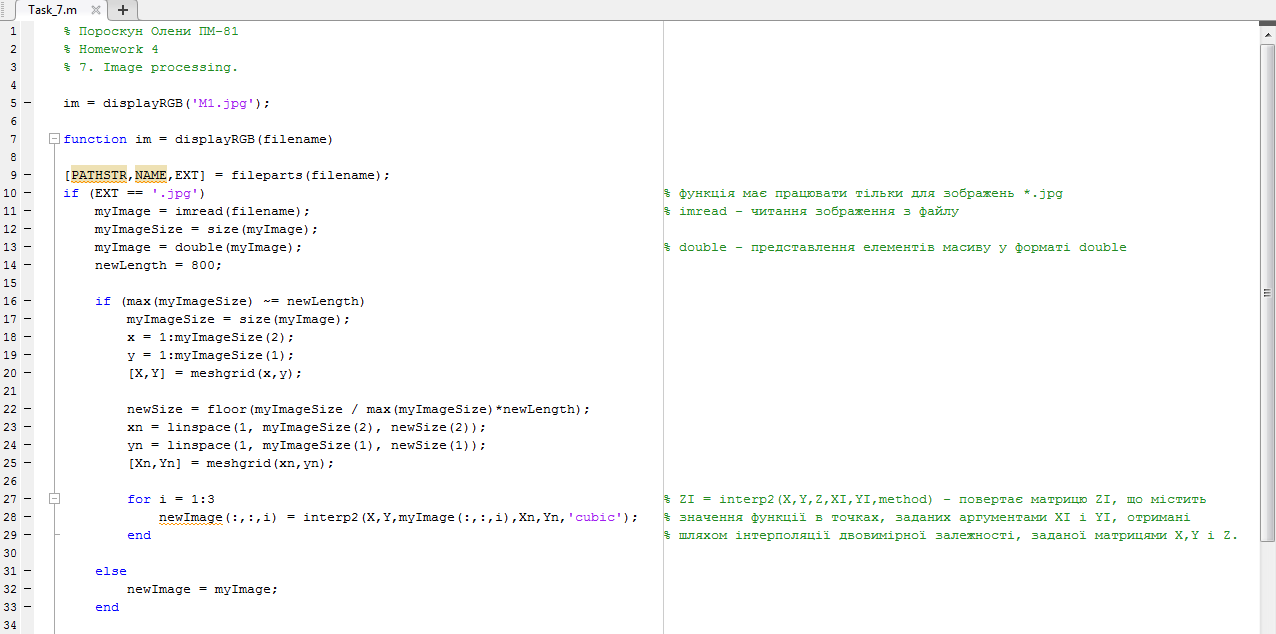 Task_7.m
1 % Пороскун Олени ПМ-81
2 % Homework 4
3 % 7. Image processing.
4
5 im = displayRGB('M1.jpg');
6
7 function im = displayRGB(filename)
8
9 [PATHSTR,NAME,EXT] = fileparts(filename);
10 if (EXT == '.jpg') % функція має працювати тільки для зображень *.jpg
11 myImage = imread(filename); % imread - читання зображення з файлу
12 myImageSize = size(myImage);
13 myImage = double(myImage); % double - представлення елементів масиву у форматі double
14 newLength = 800;
15
16 if (max(myImageSize) ~= newLength)
17 myImageSize = size(myImage);
18 x = 1:myImageSize(2);
19 y = 1:myImageSize(1);
20 [X,Y] = meshgrid(x,y);
21
22 newSize = floor(myImageSize / max(myImageSize)*newLength);
23 xn = linspace(1, myImageSize(2), newSize(2));
24 yn = linspace(1, myImageSize(1), newSize(1));
25 [Xn,Yn] = meshgrid(xn,yn);
26
27 for i = 1:3 % ZI = interp2(X,Y,Z,XI,YI,method) - повертає матрицю ZI, що містить
28 newImage(:,:,i) = interp2(X,Y,myImage(:,:,i),Xn,Yn,'cubic'); % значення функції в точках, заданих аргументами XI і YI, отримані
29 end % шляхом інтерполяції двовимірної залежності, заданої матрицями X,Y і Z.
30
31 else
32 newImage = myImage;
33 end
34